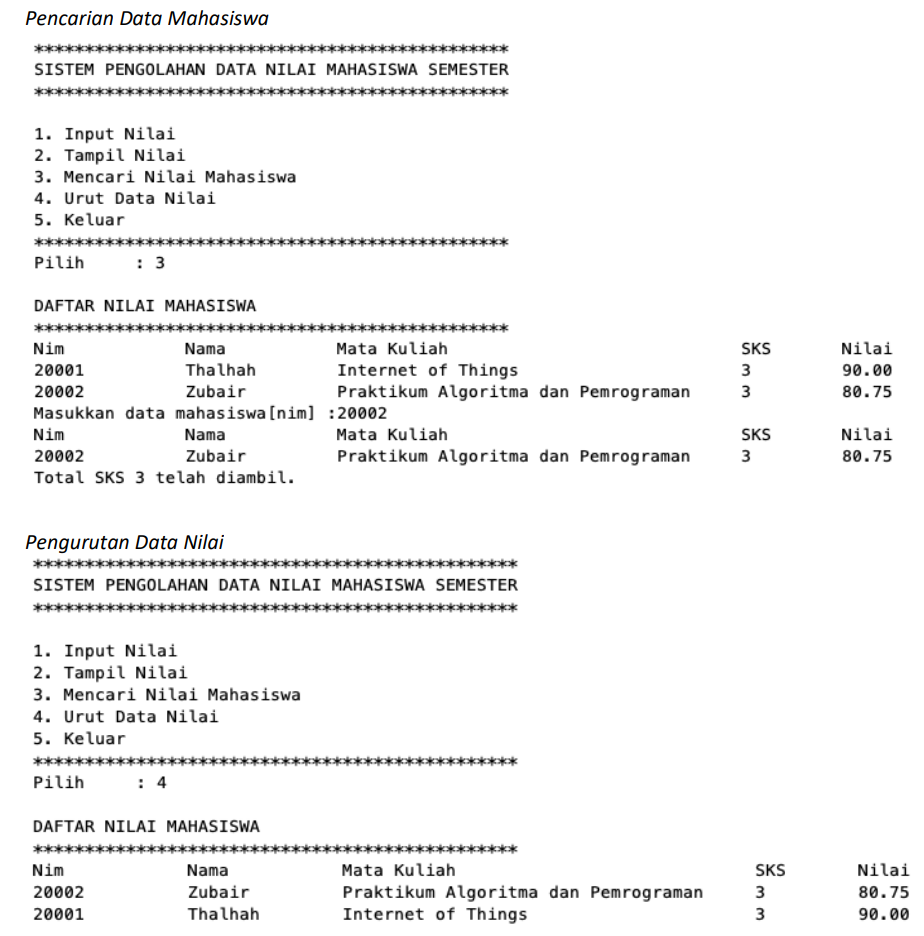 Pencarian Data Mahasiswa
***********************************************
SISTEM PENGOLAHAN DATA NILAI MAHASISWA SEMESTER
***********************************************
1. Input Nilai
2. Tampil Nilai
3. Mencari Nilai Mahasiswa
4. Urut Data Nilai
5. Keluar
***********************************************
Pilih : 3
DAFTAR NILAI MAHASISWA
***********************************************
Nim Nama Mata Kuliah SKS Nilai
20001 Thalhah Internet of Things 3 90.00
20002 Zubair Praktikum Algoritma dan Pemrograman 3 80.75
Masukkan data mahasiswa[nim] :20002
Nim Nama Mata Kuliah SKS Nilai
20002 Zubair Praktikum Algoritma dan Pemrograman 3 80.75
Total SKS 3 telah diambil.
Pengurutan Data Nilai
***********************************************
SISTEM PENGOLAHAN DATA NILAI MAHASISWA SEMESTER
***********************************************
1. Input Nilai
2. Tampil Nilai
3. Mencari Nilai Mahasiswa
4. Urut Data Nilai
5. Keluar
***********************************************
Pilih : 4
DAFTAR NILAI MAHASISWA
***********************************************
Nim Nama Mata Kuliah SKS Nilai
20002 Zubair Praktikum Algoritma dan Pemrograman 3 80.75
20001 Thalhah Internet of Things 3 90.00